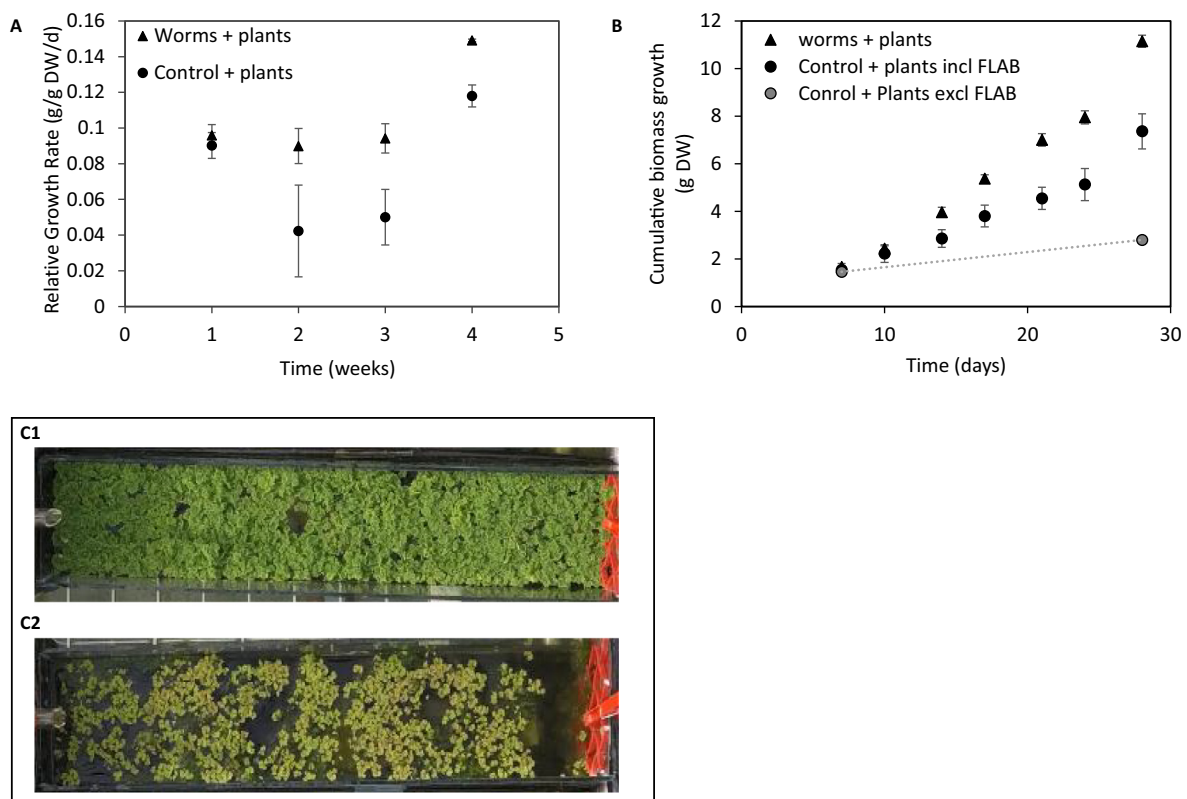 A
0.16
0.14
0.12
0.1
0.08
0.06
0.04
0.02
0
Relative Growth Rate (g/g DW/d)
Worms + plants
Control + plants
0 1 2 3 4 5
Time (weeks)
B
12
10
8
6
4
2
0
Cumulative biomass growth
(g DW)
worms + plants
Control + plants incl FLAB
Conrol + Plants excl FLAB
0 10 20 30
Time (days)
C1
C2